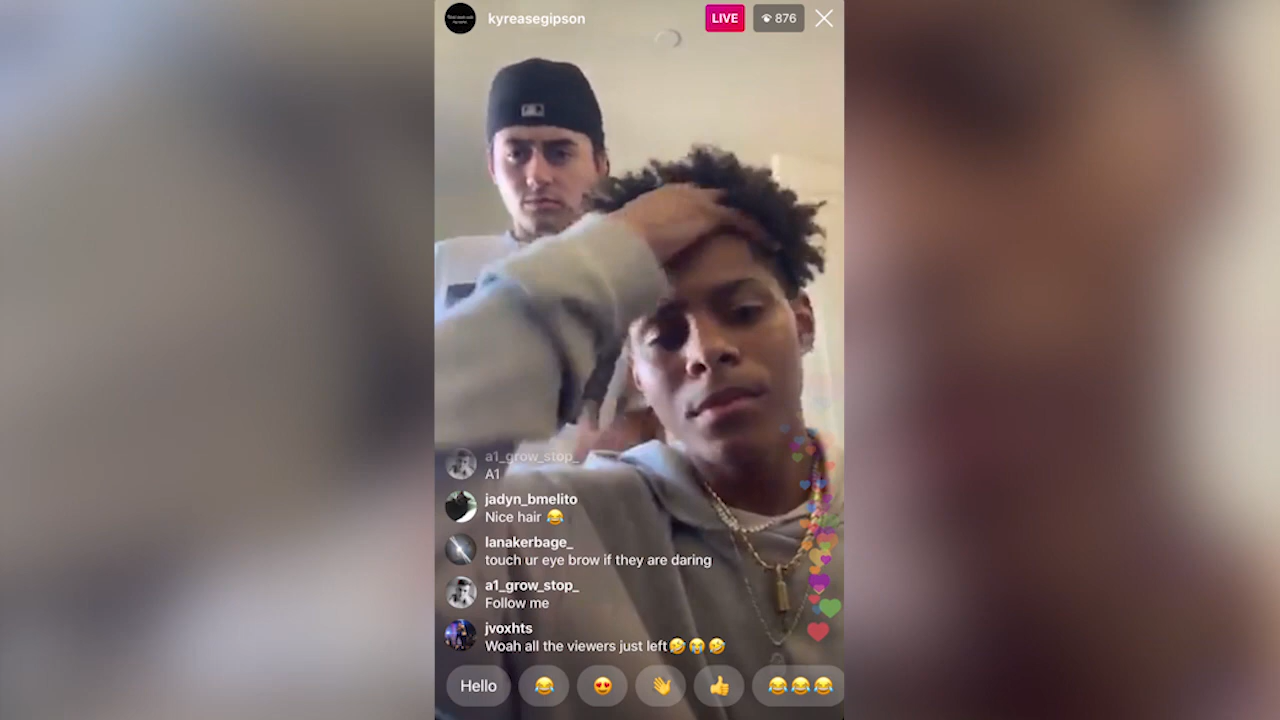 kyreasegipson
LIVE
876
a1_grow_stop_
A1
jadyn_bmelito
Nice hair 😂
lanakerbage_
touch ur eye brow if they are daring
a1_grow_stop_
Follow me
jvoxhts
Woah all the viewers just left🤣😭🤣
Hello
😂
😍
👋
👍
😂😂😂